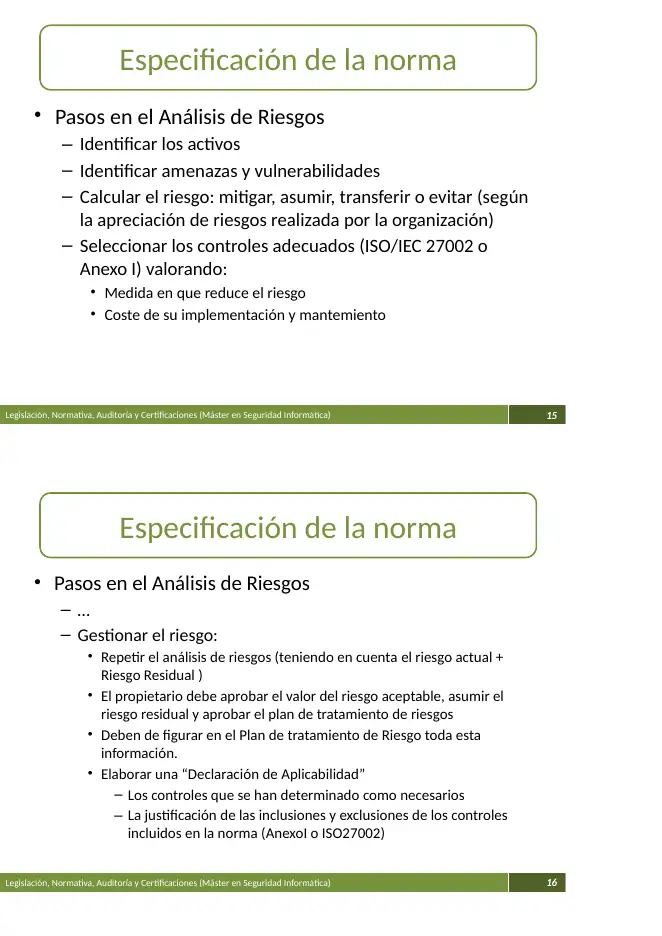 Especificación de la norma
• Pasos en el Análisis de Riesgos
– Identificar los activos
– Identificar amenazas y vulnerabilidades
– Calcular el riesgo: mitigar, asumir, transferir o evitar (según
la apreciación de riesgos realizada por la organización)
– Seleccionar los controles adecuados (ISO/IEC 27002 o
Anexo I) valorando:
• Medida en que reduce el riesgo
• Coste de su implementación y mantemiento
Legislación, Normativa, Auditoría y Certificaciones (Máster en Seguridad Informàtica)
15
Especificación de la norma
• Pasos en el Análisis de Riesgos
– ...
– Gestionar el riesgo:
• Repetir el análisis de riesgos (teniendo en cuenta el riesgo actual +
Riesgo Residual )
• El propietario debe aprobar el valor del riesgo aceptable, asumir el
riesgo residual y aprobar el plan de tratamiento de riesgos
• Deben de figurar en el Plan de tratamiento de Riesgo toda esta
información.
• Elaborar una “Declaración de Aplicabilidad”
– Los controles que se han determinado como necesarios
– La justificación de las inclusiones y exclusiones de los controles
incluidos en la norma (AnexoI o ISO27002)
Legislación, Normativa, Auditoría y Certificaciones (Máster en Seguridad Informàtica)
16